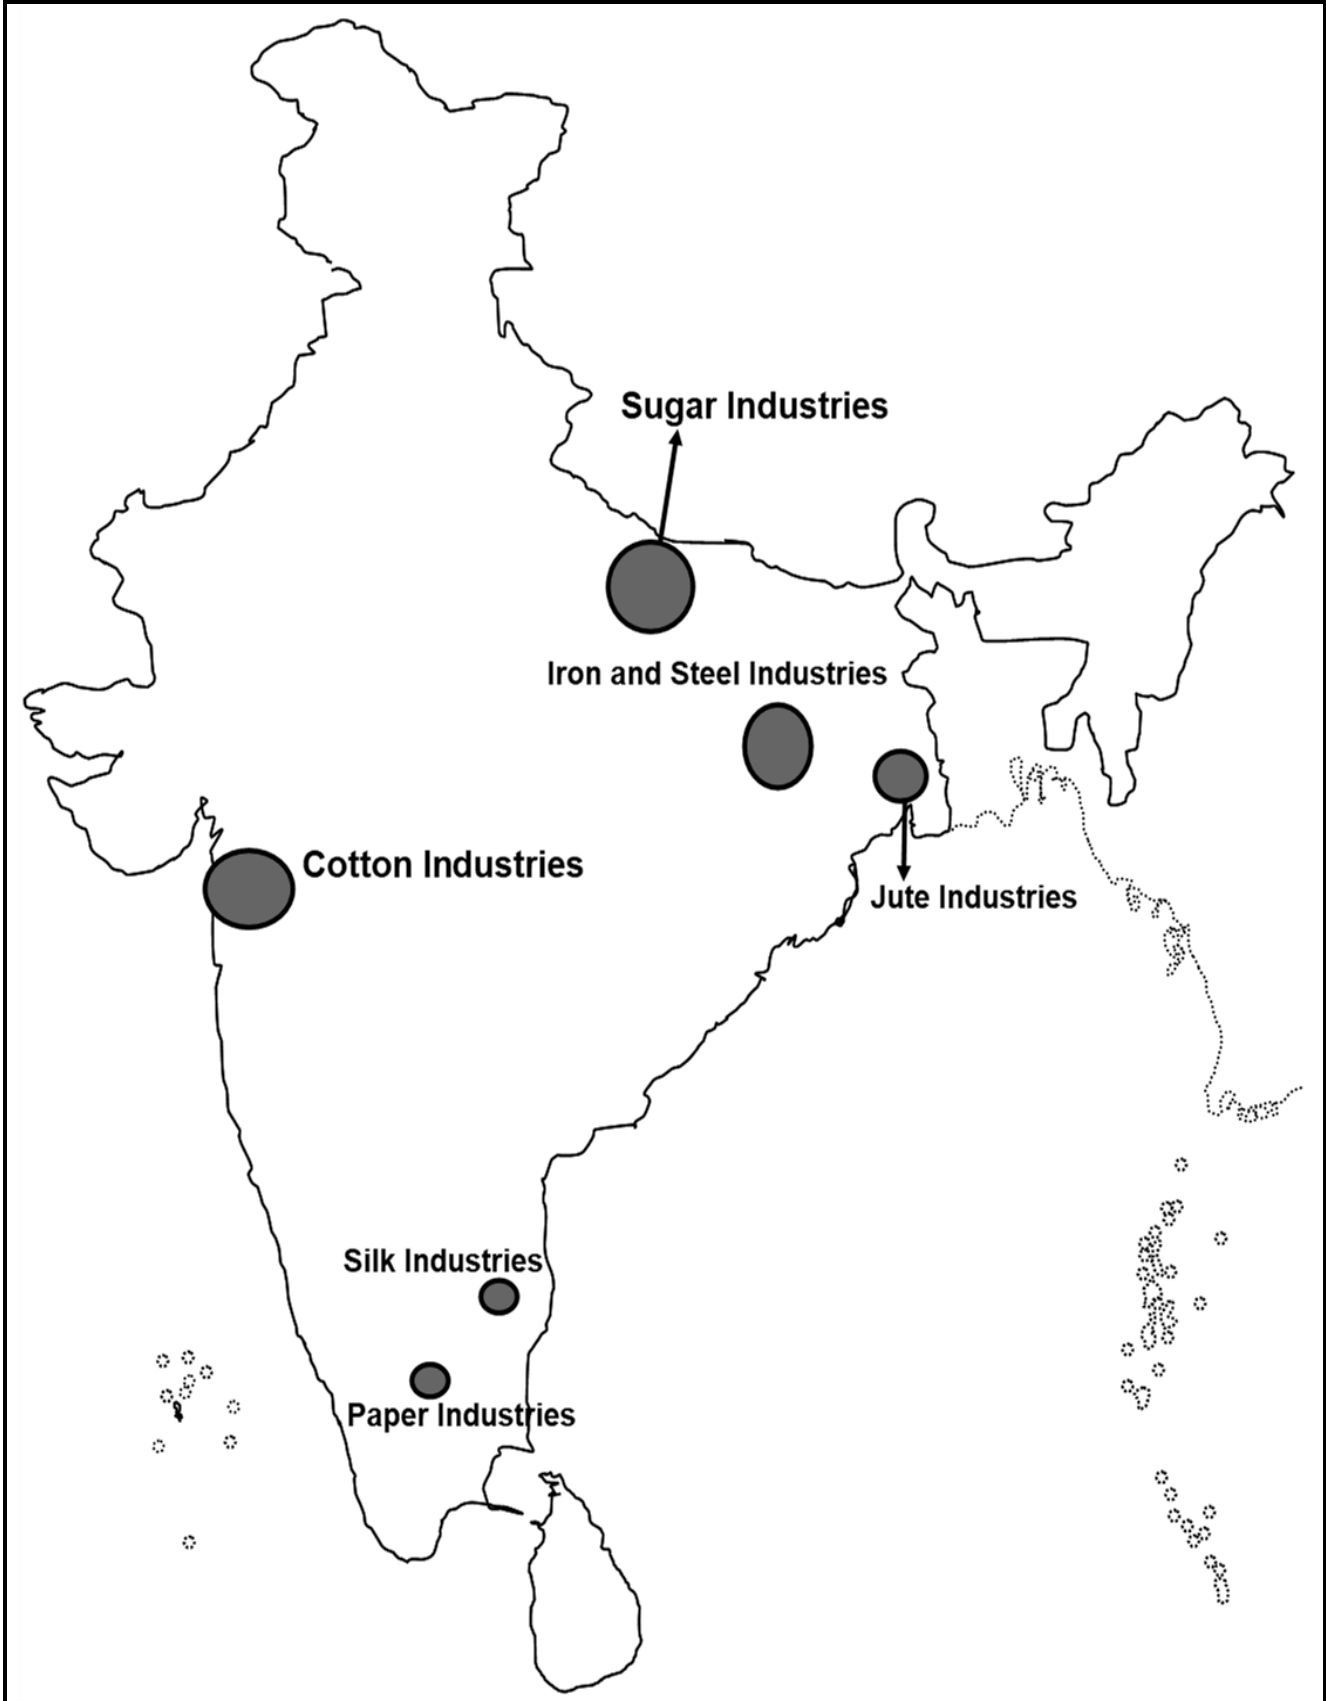 Sugar Industries
Iron and Steel Industries
Cotton Industries
Jute Industries
Silk Industries
Paper Industries